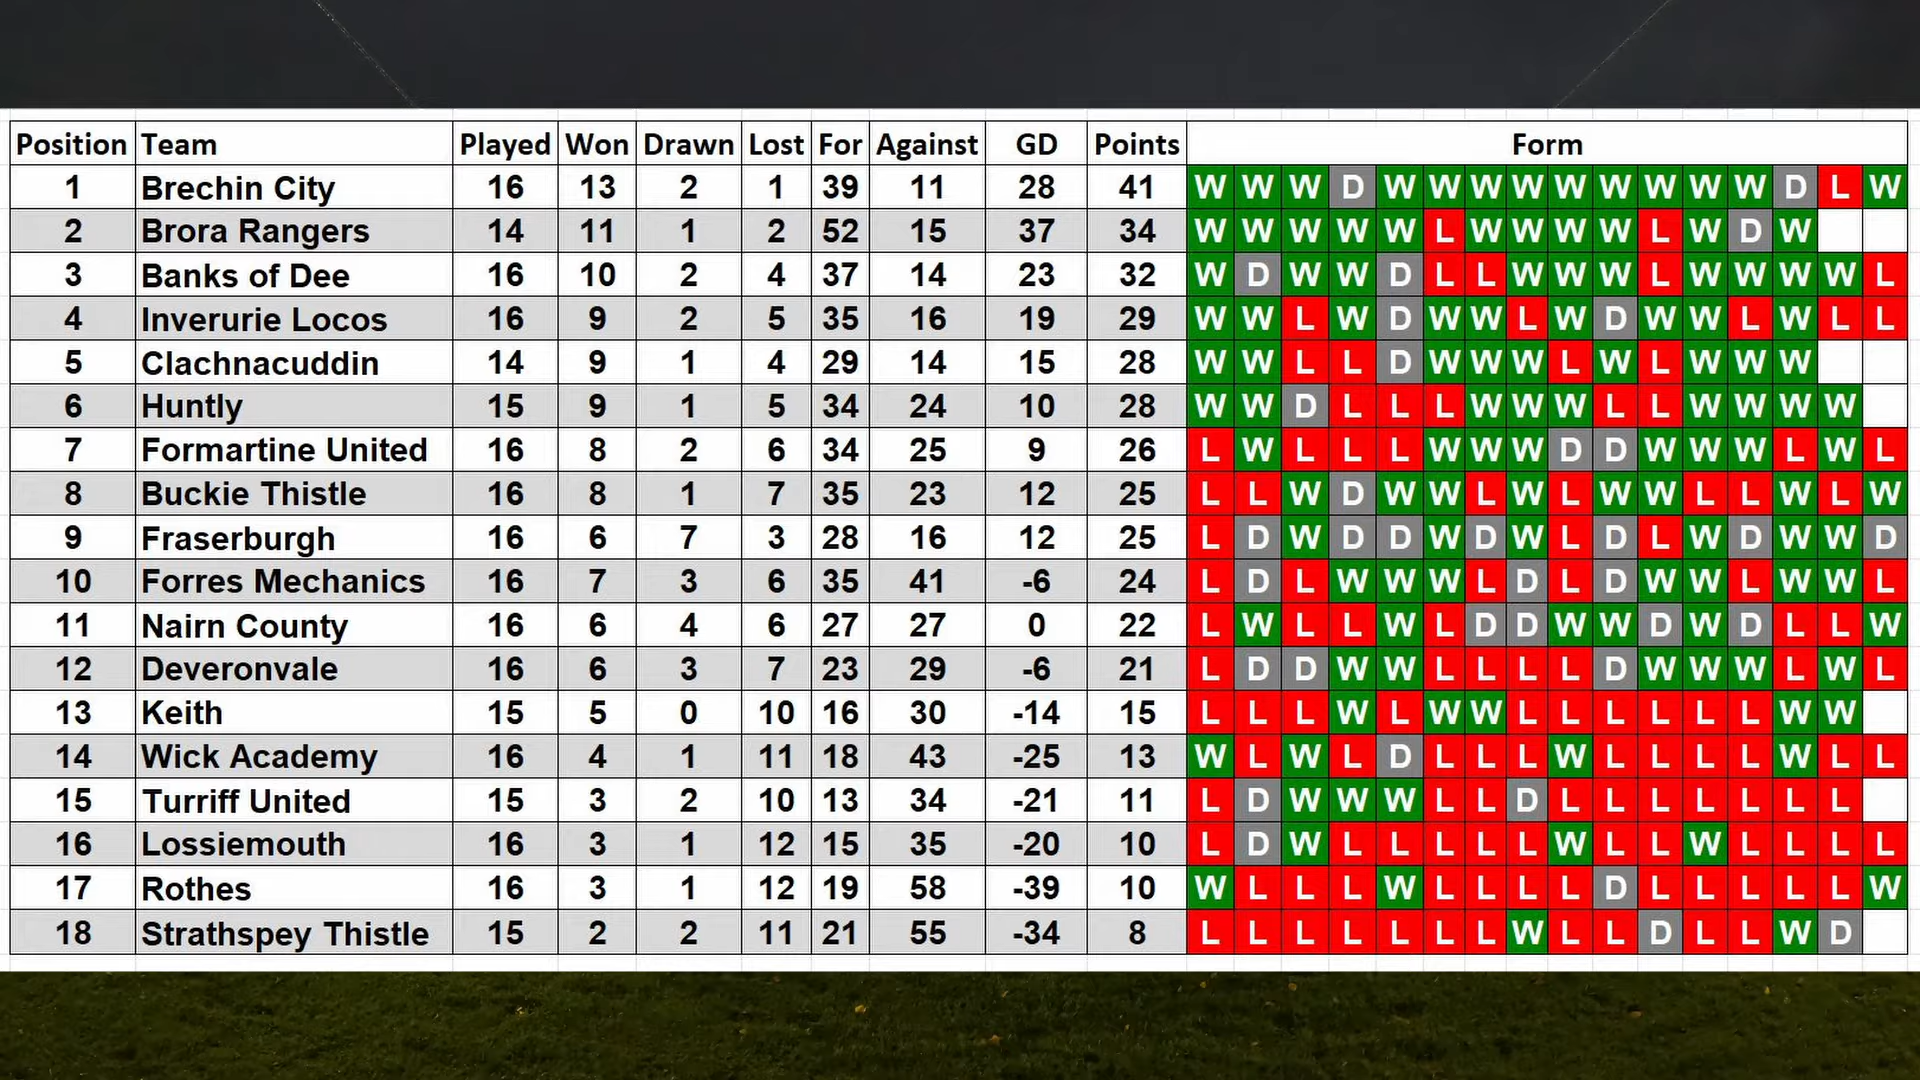 Position Team Played Won Drawn Lost For Against GD Points Form
1 Brechin City 16 13 2 1 39 11 28 41 W W W D W W W W W W W W W D L W
2 Brora Rangers 14 11 1 2 52 15 37 34 W W W W W L W W W W L W D W
3 Banks of Dee 16 10 2 4 37 14 23 32 W D W W D L L W W W L W W W W L
4 Inverurie Locos 16 9 2 5 35 16 19 29 W W L W D W W L W D W W L W L L
5 Clachnacuddin 14 9 1 4 29 14 15 28 W W L L D W W W L W L W W W
6 Huntly 15 9 1 5 34 24 10 28 W W D L L L W W W L L W W W W
7 Formartine United 16 8 2 6 34 25 9 26 L W L L L W W W D D W W W L W L
8 Buckie Thistle 16 8 1 7 35 23 12 25 L L W D W W L W L W W L L W L W
9 Fraserburgh 16 6 7 3 28 16 12 25 L D W D D W D W L D L W D W W D
10 Forres Mechanics 16 7 3 6 35 41 -6 24 L D L W W W L D L D W W L W W L
11 Nairn County 16 6 4 6 27 27 0 22 L W L L W L D D W W D W D L L W
12 Deveronvale 16 6 3 7 23 29 -6 21 L D D W W L L L L D W W W L W L
13 Keith 15 5 0 10 16 30 -14 15 L L L W L W W L L L L L L W W
14 Wick Academy 16 4 1 11 18 43 -25 13 W L W L D L L L W L L L L W L L
15 Turriff United 15 3 2 10 13 34 -21 11 L D W W W L L D L L L L L L L
16 Lossiemouth 16 3 1 12 15 35 -20 10 L D W L L L L L W L L W L L L L
17 Rothes 16 3 1 12 19 58 -39 10 W L L L W L L L L D L L L L L W
18 Strathspey Thistle 15 2 2 11 21 55 -34 8 L L L L L L L W L L D L L W D